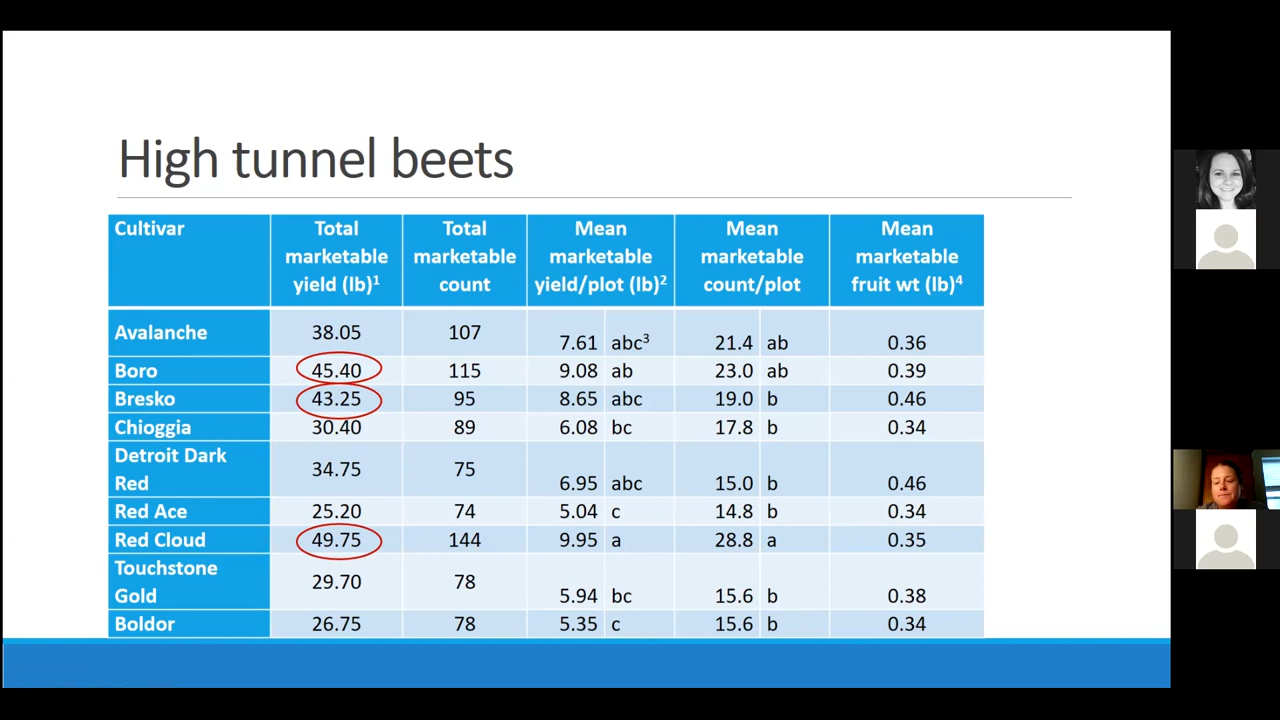 High tunnel beets
Cultivar Total marketable yield (lb)¹ Total marketable count Mean marketable yield/plot (lb)² Mean marketable count/plot Mean marketable fruit wt (lb)⁴
Avalanche 38.05 107 7.61 abc³ 21.4 ab 0.36
Boro 45.40 115 9.08 ab 23.0 ab 0.39
Bresko 43.25 95 8.65 abc 19.0 b 0.46
Chioggia 30.40 89 6.08 bc 17.8 b 0.34
Detroit Dark Red 34.75 75 6.95 abc 15.0 b 0.46
Red Ace 25.20 74 5.04 c 14.8 b 0.34
Red Cloud 49.75 144 9.95 a 28.8 a 0.35
Touchstone Gold 29.70 78 5.94 bc 15.6 b 0.38
Boldor 26.75 78 5.35 c 15.6 b 0.34